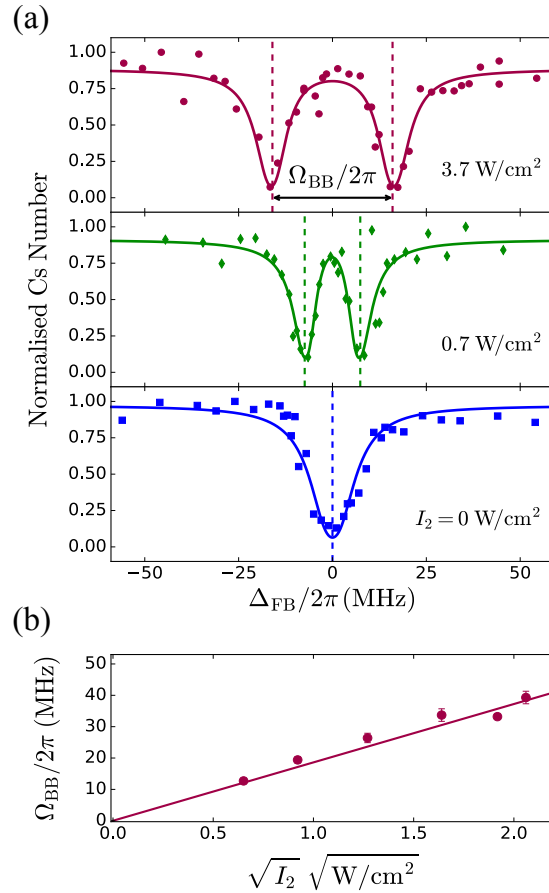 (a)
1.00
0.75
0.50
0.25
0.00
Ω_BB/2π
3.7 W/cm²
Normalised Cs Number
1.00
0.75
0.50
0.25
0.00
0.7 W/cm²
1.00
0.75
0.50
0.25
0.00
I₂ = 0 W/cm²
−50 −25 0 25 50
Δ_FB/2π (MHz)
(b)
Ω_BB/2π (MHz)
50
40
30
20
10
0
0.0 0.5 1.0 1.5 2.0
√I₂ √W/cm²